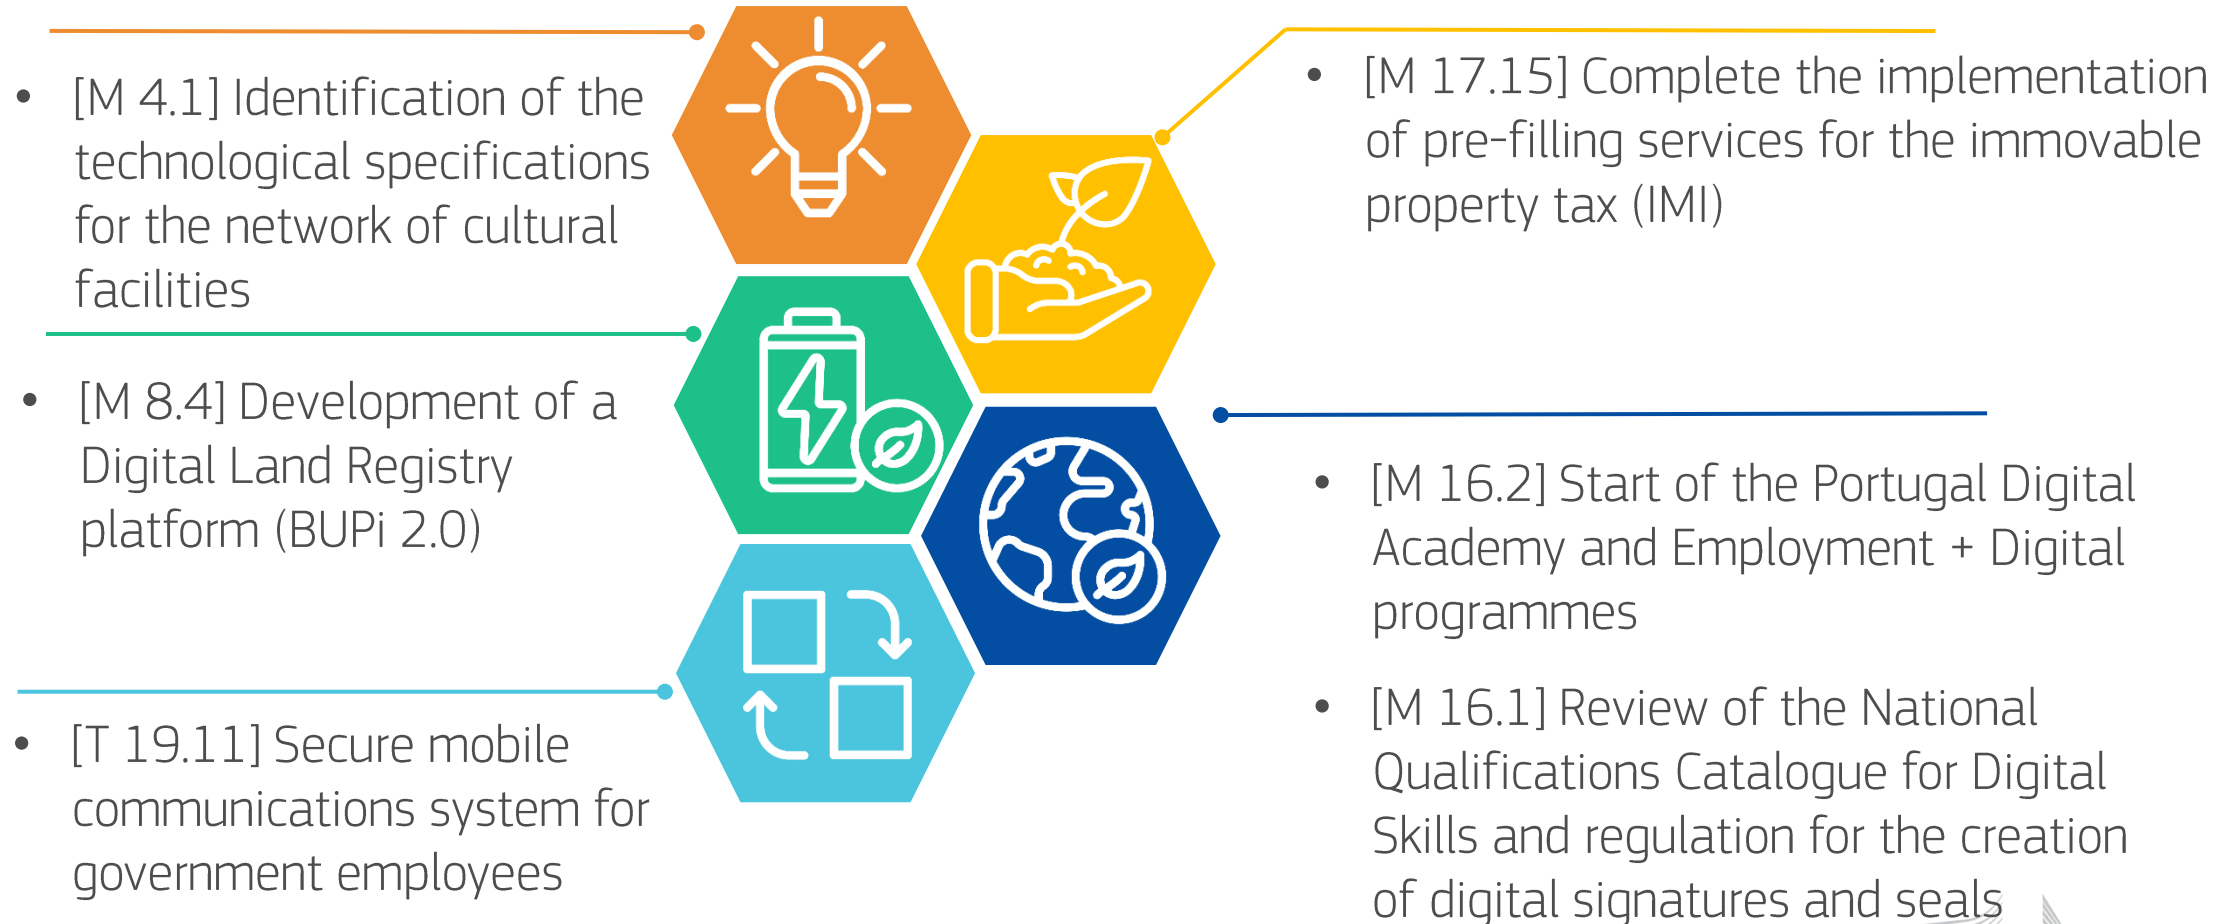 • [M 4.1] Identification of the
technological specifications
for the network of cultural
facilities
• [M 8.4] Development of a
Digital Land Registry
platform (BUPi 2.0)
• [T 19.11] Secure mobile
communications system for
government employees
• [M 17.15] Complete the implementation
of pre-filling services for the immovable
property tax (IMI)
• [M 16.2] Start of the Portugal Digital
Academy and Employment + Digital
programmes
• [M 16.1] Review of the National
Qualifications Catalogue for Digital
Skills and regulation for the creation
of digital signatures and seals